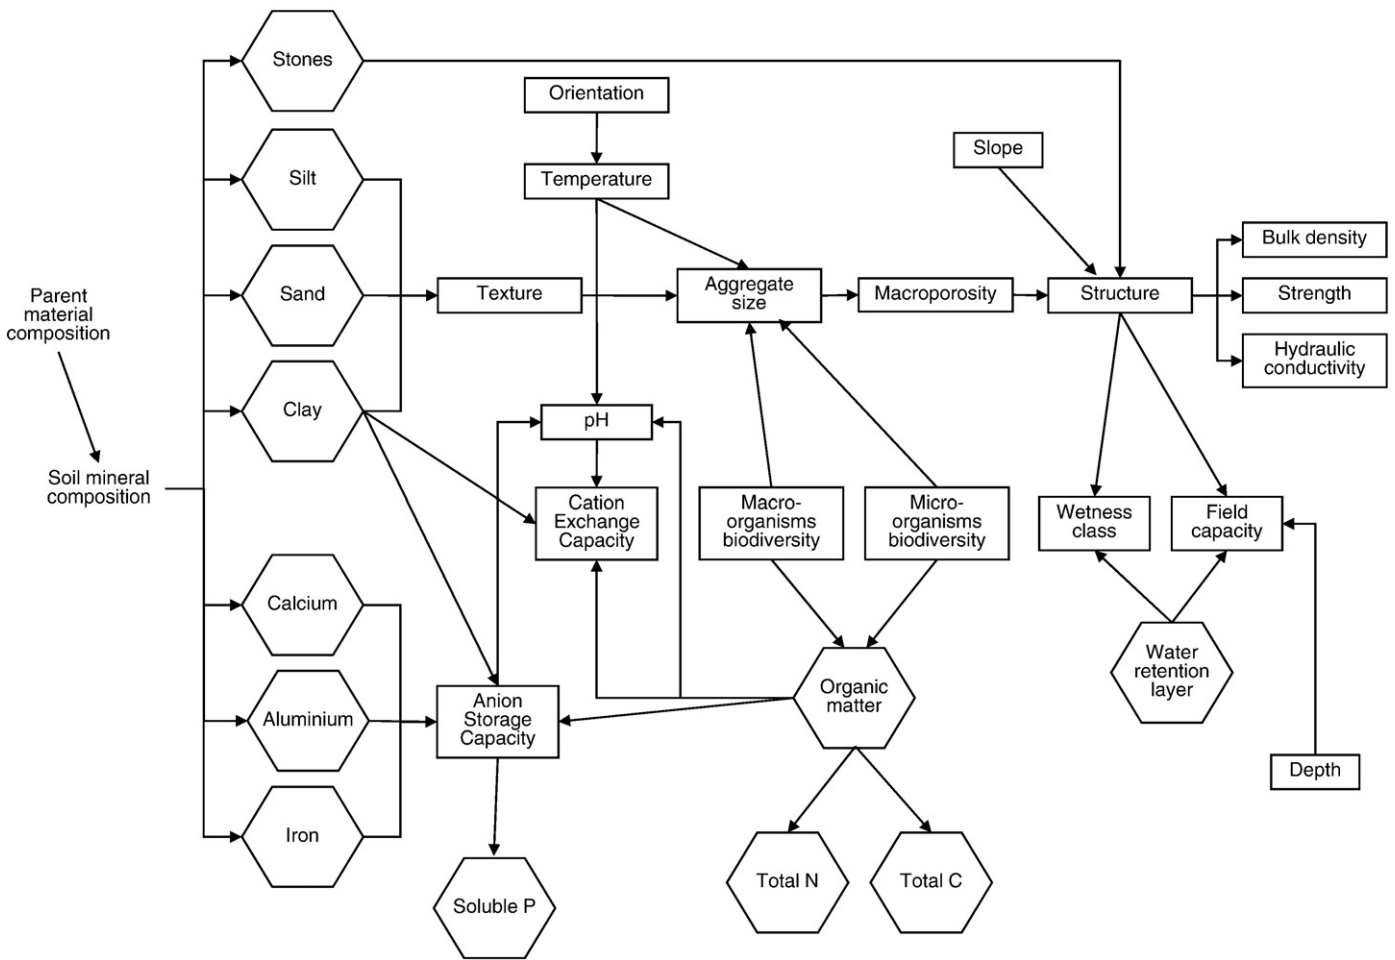 Stones
Orientation
Slope
Silt
Temperature
Bulk density
Parent
material
composition
Sand
Texture
Aggregate
size
Macroporosity
Structure
Strength
Hydraulic
conductivity
Clay
pH
Soil mineral
composition
Cation
Exchange
Capacity
Macro-
organisms
biodiversity
Micro-
organisms
biodiversity
Wetness
class
Field
capacity
Calcium
Water
retention
layer
Aluminium
Anion
Storage
Capacity
Organic
matter
Depth
Iron
Soluble P
Total N
Total C